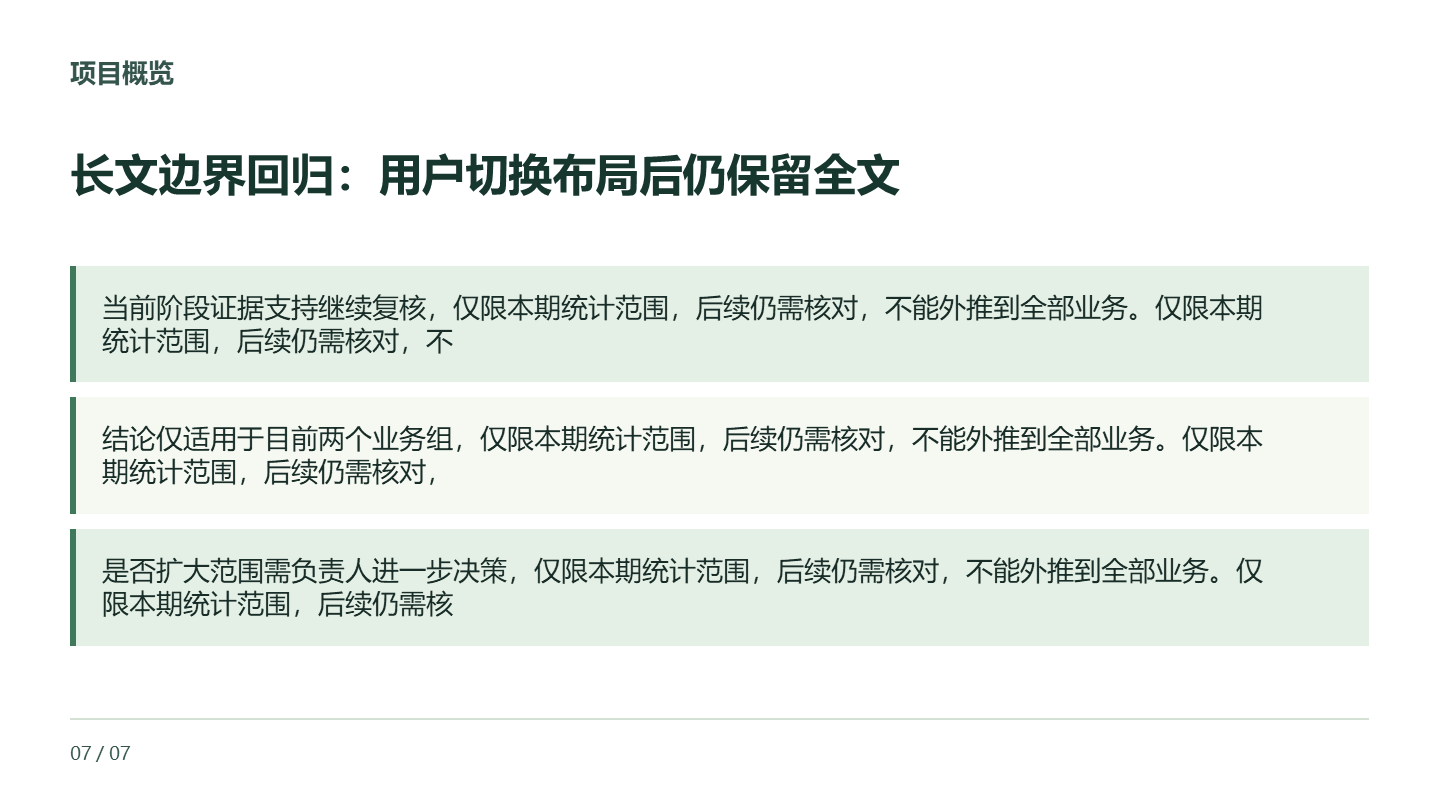 项目概览
长文边界回归：用户切换布局后仍保留全文
当前阶段证据支持继续复核，仅限本期统计范围，后续仍需核对，不能外推到全部业务。仅限本期
统计范围，后续仍需核对，不
结论仅适用于目前两个业务组，仅限本期统计范围，后续仍需核对，不能外推到全部业务。仅限本
期统计范围，后续仍需核对，
是否扩大范围需负责人进一步决策，仅限本期统计范围，后续仍需核对，不能外推到全部业务。仅
限本期统计范围，后续仍需核
07 / 07